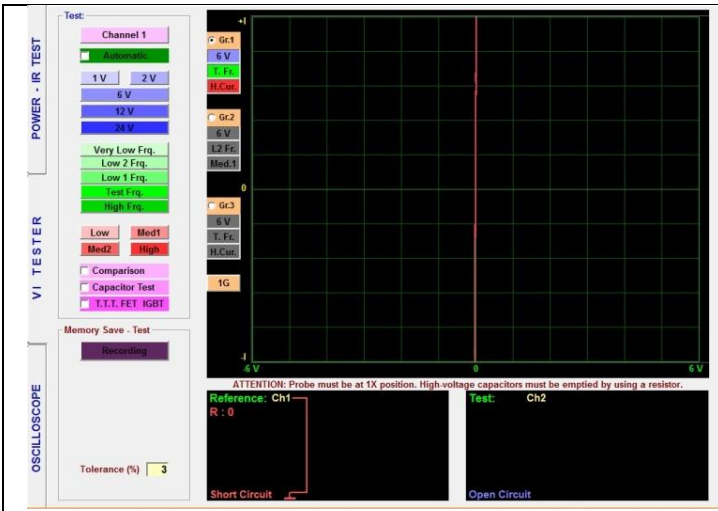 POWER - IR TEST
VI TESTER
OSCILLOSCOPE
Test:
Channel 1
Automatic
1 V 2 V
6 V
12 V
24 V
Very Low Frq.
Low 2 Frq.
Low 1 Frq.
Test Frq.
High Frq.
Low Med1
Med2 High
Comparison
Capacitor Test
T.T.T. FET IGBT
Memory Save - Test
Recording
Tolerance (%) 3
Gr.1
6 V
T. Fr.
H.Cur.
Gr.2
6 V
L2 Fr.
Med.1
Gr.3
6 V
T. Fr.
H.Cur.
1G
+I
0
-I
-6 V 0 6 V
ATTENTION: Probe must be at 1X position. High-voltage capacitors must be emptied by using a resistor.
Reference: Ch1
R : 0
Short Circuit
Test: Ch2
Open Circuit